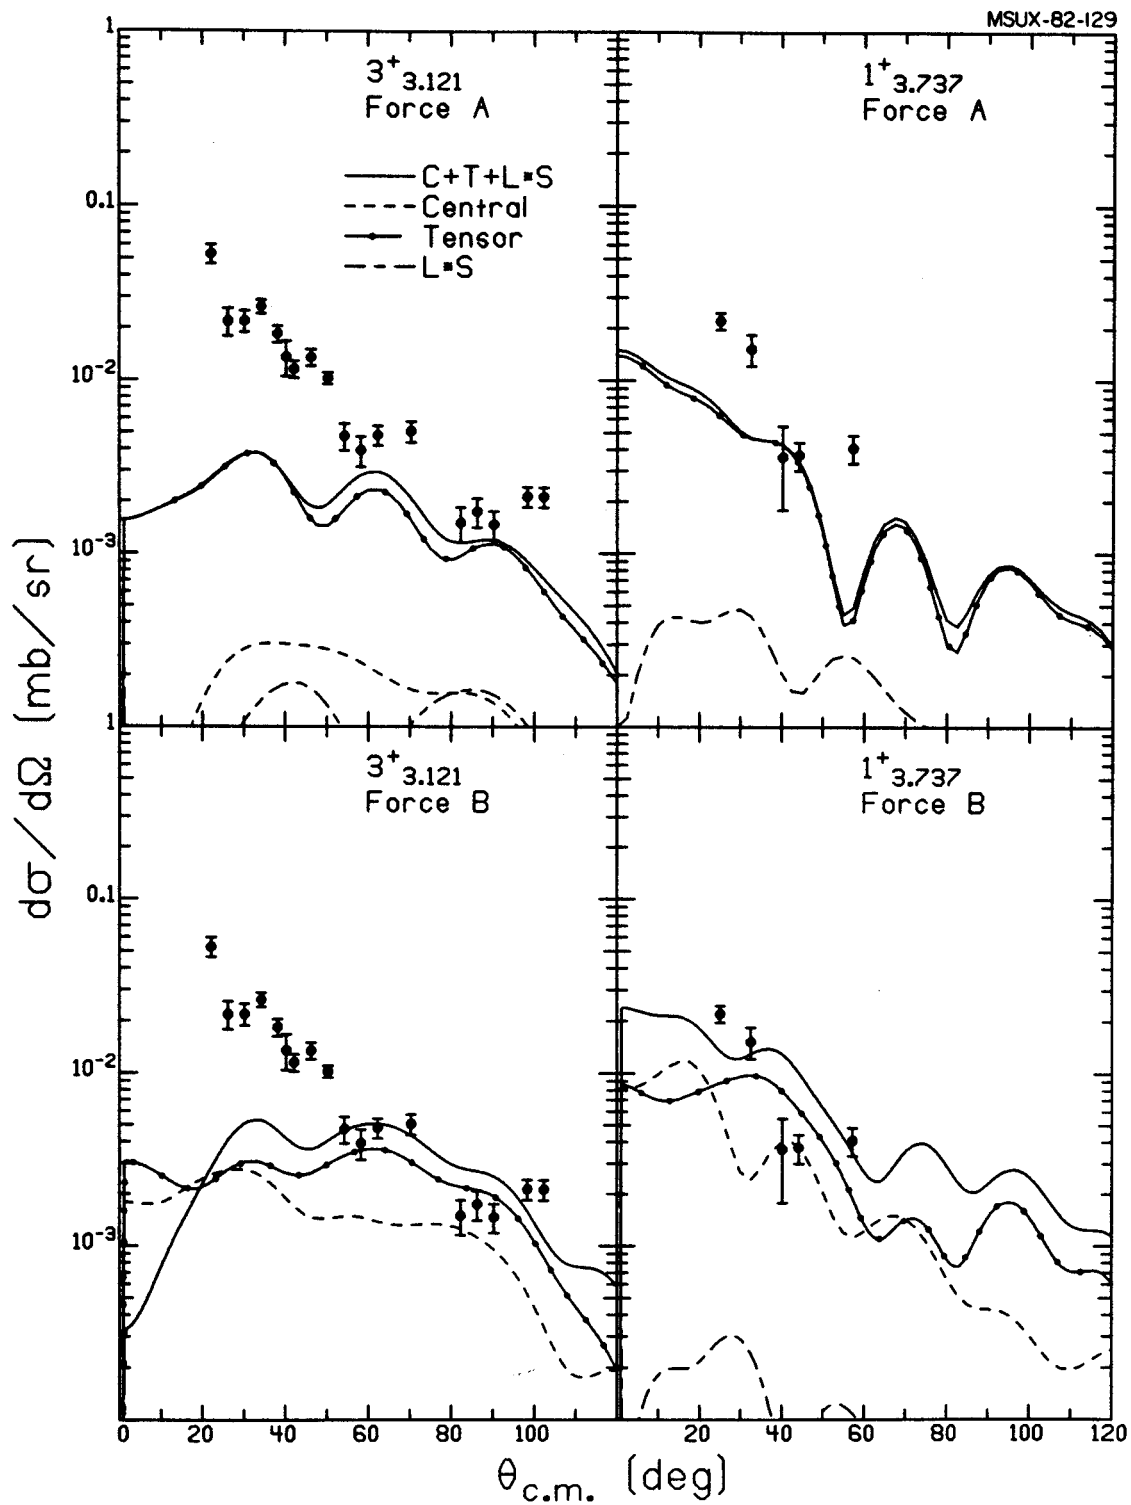 MSUX-82-129
3+3.121
Force A
C+T+L*S
Central
Tensor
L*S
1+3.737
Force A
1
0.1
10-2
10-3
1
3+3.121
Force B
1+3.737
Force B
0.1
10-2
10-3
0 20 40 60 80 100 20 40 60 80 100 120
dσ/dΩ (mb/sr)
θc.m. (deg)